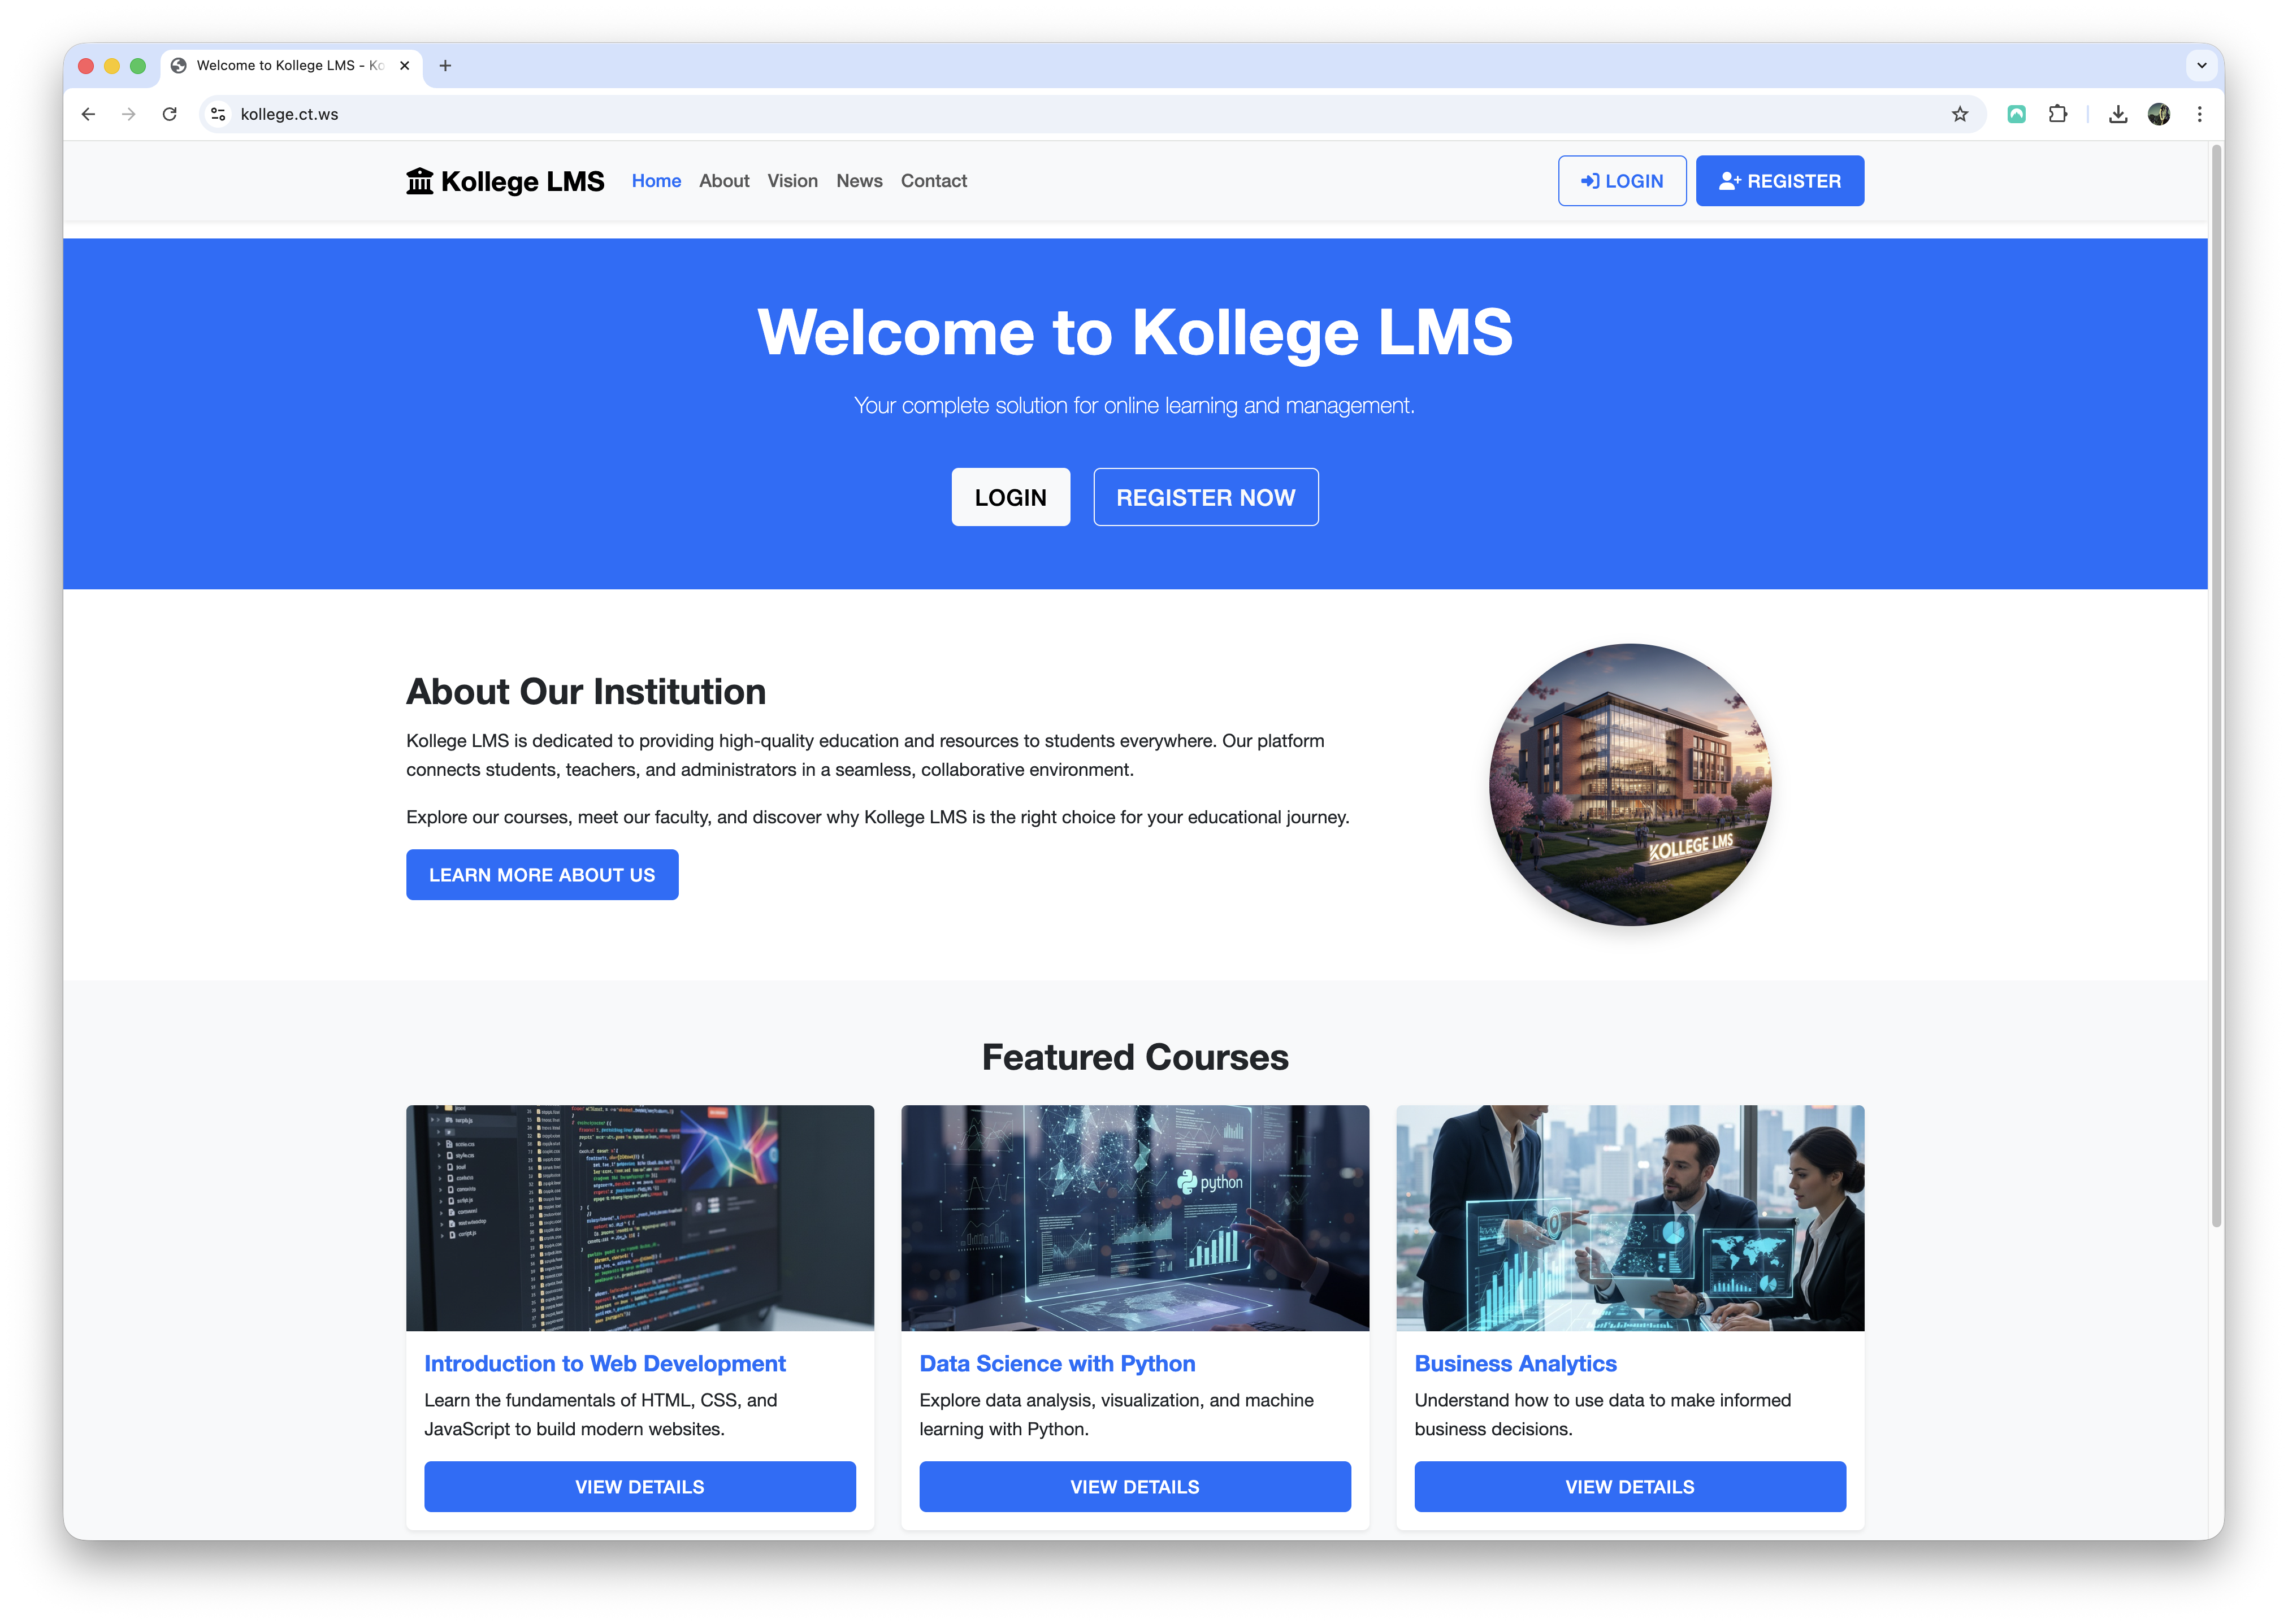 Welcome to Kollege LMS - Ko
kollege.ct.ws
Kollege LMS
Home About Vision News Contact
LOGIN REGISTER
Welcome to Kollege LMS
Your complete solution for online learning and management.
LOGIN REGISTER NOW
About Our Institution
Kollege LMS is dedicated to providing high-quality education and resources to students everywhere. Our platform
connects students, teachers, and administrators in a seamless, collaborative environment.
Explore our courses, meet our faculty, and discover why Kollege LMS is the right choice for your educational journey.
LEARN MORE ABOUT US
KOLLEGE LMS
Featured Courses
python
Introduction to Web Development
Learn the fundamentals of HTML, CSS, and
JavaScript to build modern websites.
VIEW DETAILS
Data Science with Python
Explore data analysis, visualization, and machine
learning with Python.
VIEW DETAILS
Business Analytics
Understand how to use data to make informed
business decisions.
VIEW DETAILS